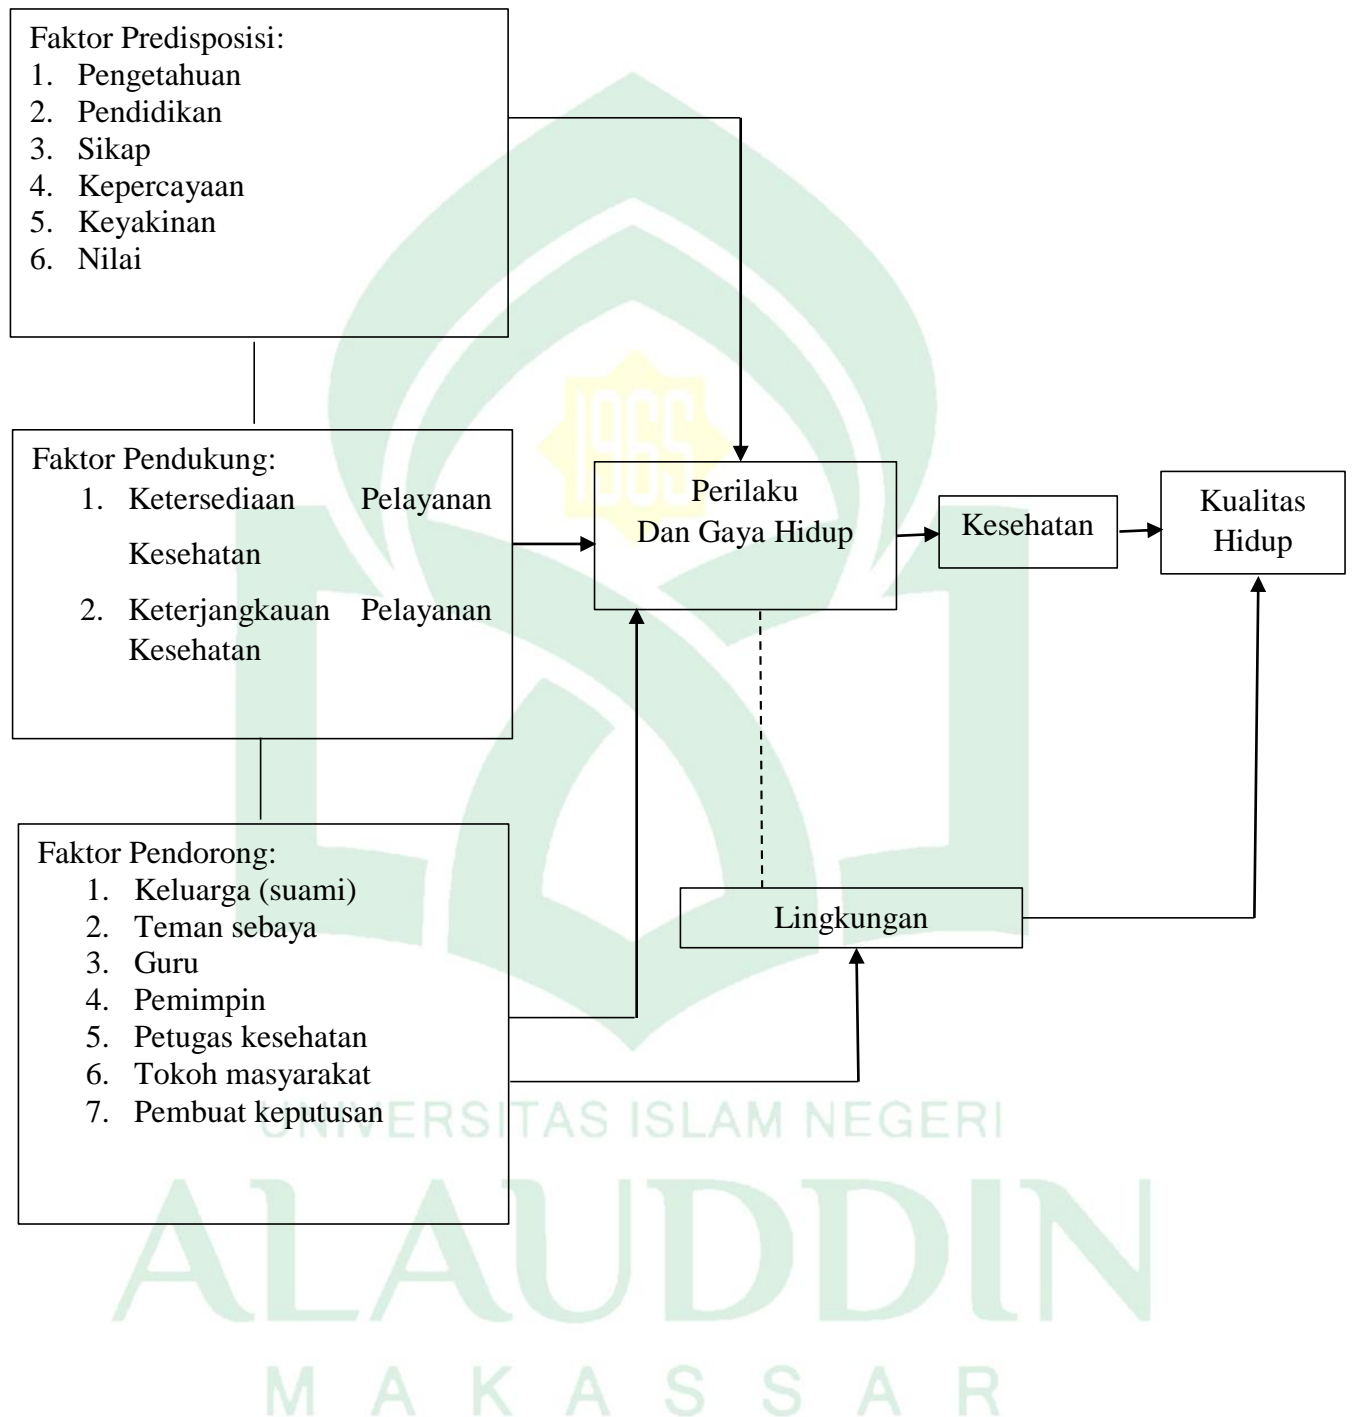 Faktor Predisposisi:
1. Pengetahuan
2. Pendidikan
3. Sikap
4. Kepercayaan
5. Keyakinan
6. Nilai
Faktor Pendukung:
1. Ketersediaan Pelayanan
Kesehatan
2. Keterjangkauan Pelayanan
Kesehatan
Perilaku
Dan Gaya Hidup
Kesehatan
Kualitas
Hidup
Faktor Pendorong:
1. Keluarga (suami)
2. Teman sebaya
3. Guru
4. Pemimpin
5. Petugas kesehatan
6. Tokoh masyarakat
7. Pembuat keputusan
Lingkungan
1965
UNIVERSITAS ISLAM NEGERI
ALAUDDIN
MAKASSAR